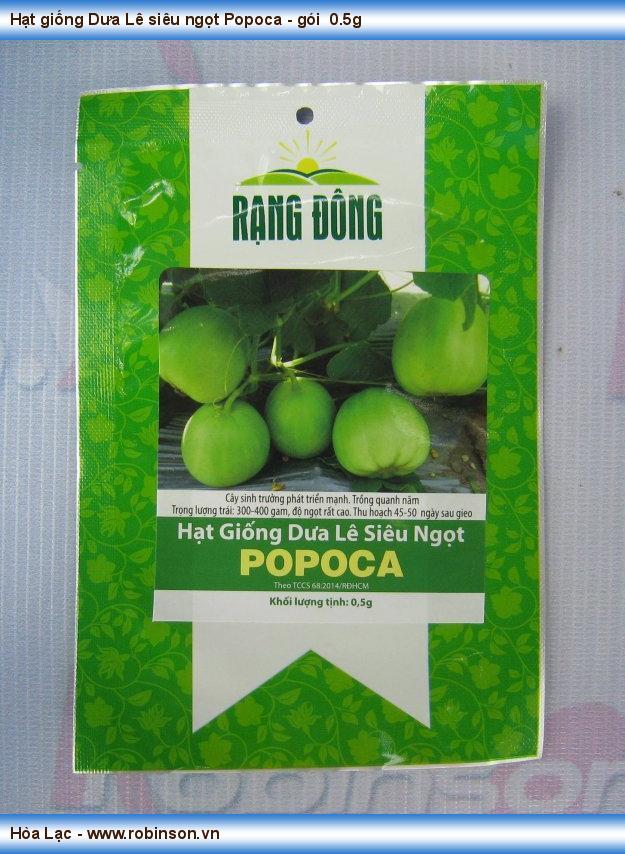 Hạt giống Dưa Lê siêu ngọt Popoca - gói 0.5g
RẠNG ĐÔNG
Cây sinh trưởng phát triển mạnh. Trồng quanh năm
Trọng lượng trái: 300-400 gam, độ ngọt rất cao. Thu hoạch 45-50 ngày sau gieo
Hạt Giống Dưa Lê Siêu Ngọt
POPOCA
Theo TCCS 68:2014/RĐHCM
Khối lượng tịnh: 0,5g
Robinson
Hòa Lạc - www.robinson.vn